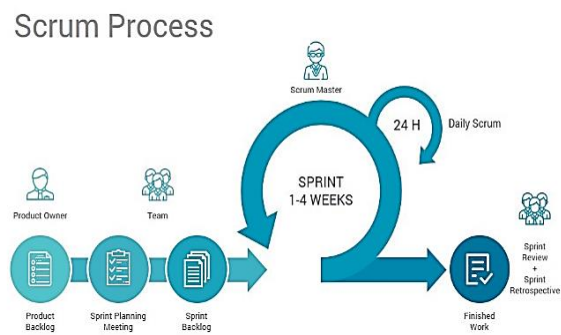 Scrum Process
Scrum Master
24 H
Daily Scrum
SPRINT
1-4 WEEKS
Product Owner
Team
Product
Backlog
Sprint Planning
Meeting
Sprint
Backlog
Finished
Work
Sprint
Review
+
Sprint
Retrospective